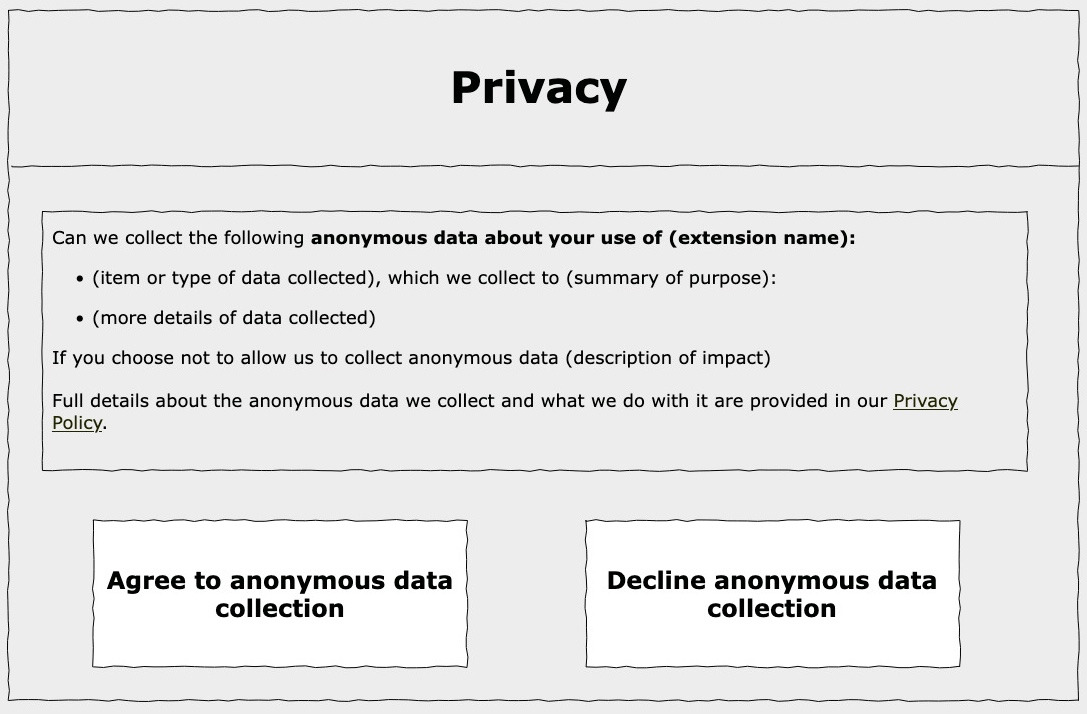 Privacy
Can we collect the following anonymous data about your use of (extension name):
• (item or type of data collected), which we collect to (summary of purpose):
• (more details of data collected)
If you choose not to allow us to collect anonymous data (description of impact)
Full details about the anonymous data we collect and what we do with it are provided in our Privacy
Policy.
Agree to anonymous data
collection
Decline anonymous data
collection